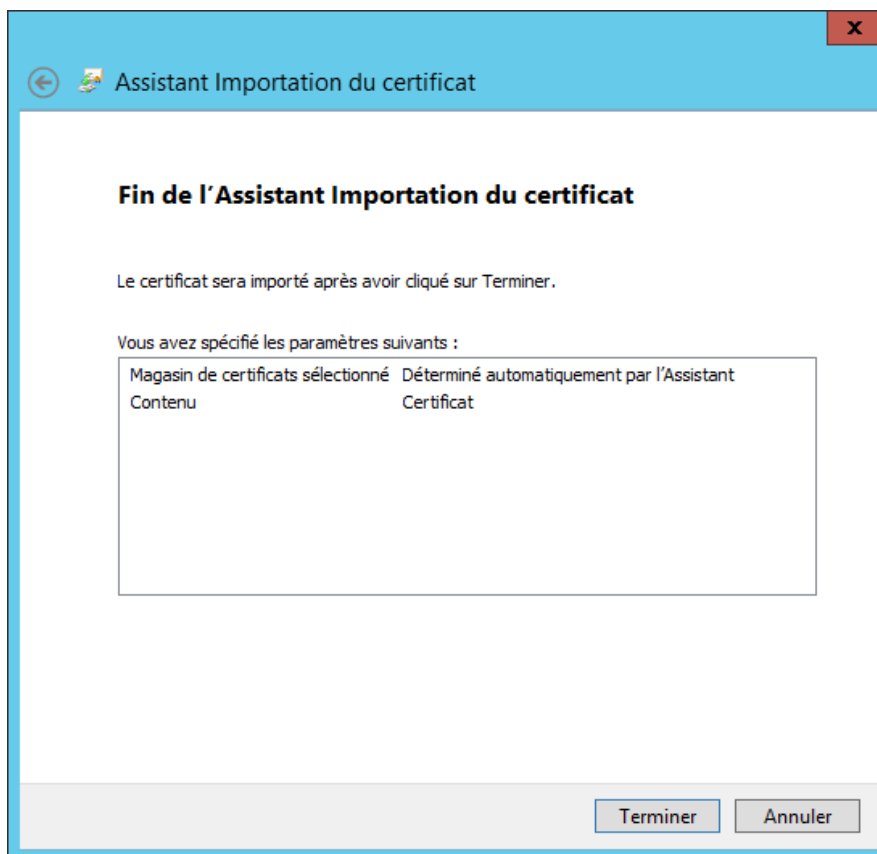 x
Assistant Importation du certificat
Fin de l'Assistant Importation du certificat
Le certificat sera importé après avoir cliqué sur Terminer.
Vous avez spécifié les paramètres suivants :
Magasin de certificats sélectionné Déterminé automatiquement par l'Assistant
Contenu Certificat
Terminer Annuler